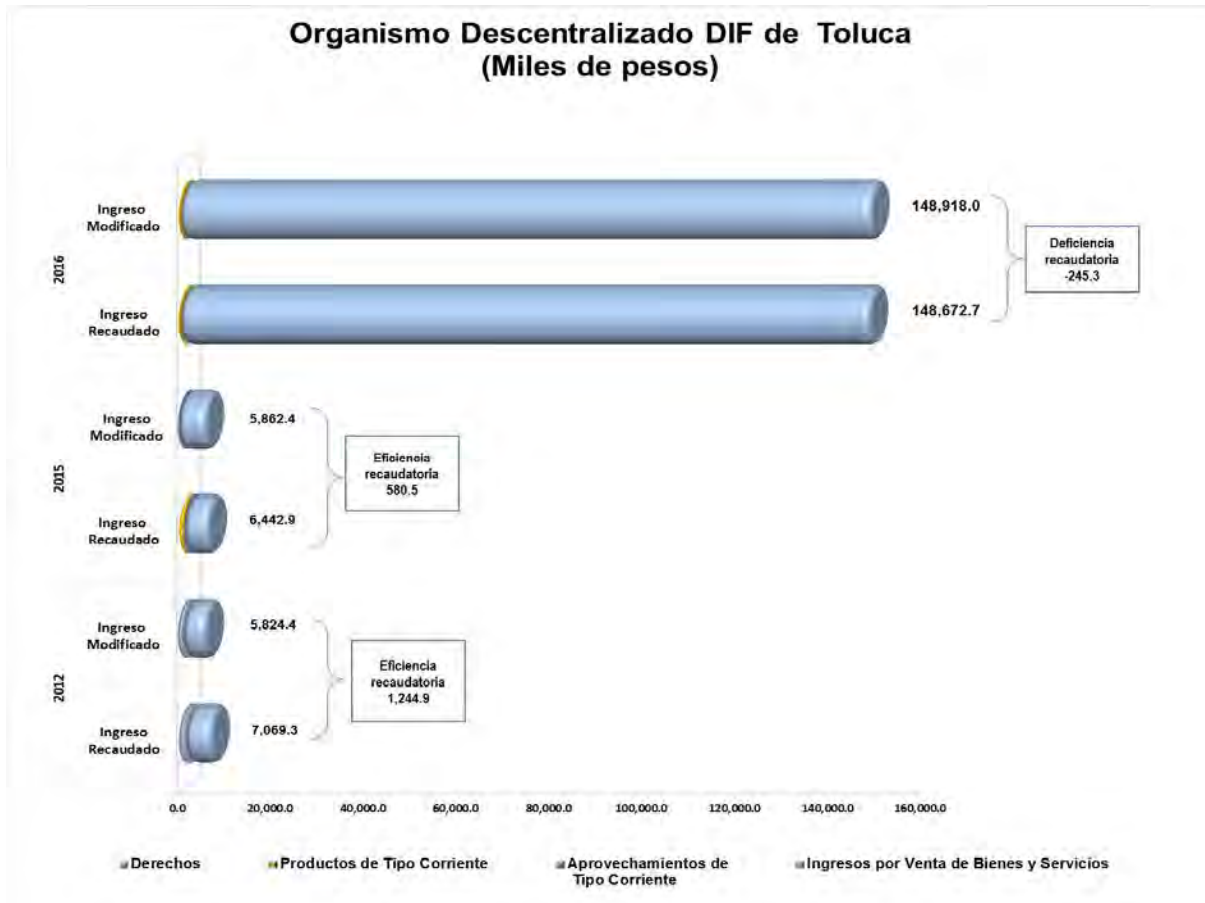 Organismo Descentralizado DIF de Toluca
(Miles de pesos)
2016
Ingreso
Modificado
148,918.0
Ingreso
Recaudado
148,672.7
Deficiencia
recaudatoria
-245.3
2015
Ingreso
Modificado
5,862.4
Ingreso
Recaudado
6,442.9
Eficiencia
recaudatoria
580.5
2012
Ingreso
Modificado
5,824.4
Ingreso
Recaudado
7,069.3
Eficiencia
recaudatoria
1,244.9
0.0 20,000.0 40,000.0 60,000.0 80,000.0 100,000.0 120,000.0 140,000.0 160,000.0
Derechos
Productos de Tipo Corriente
Aprovechamientos de
Tipo Corriente
Ingresos por Venta de Bienes y Servicios